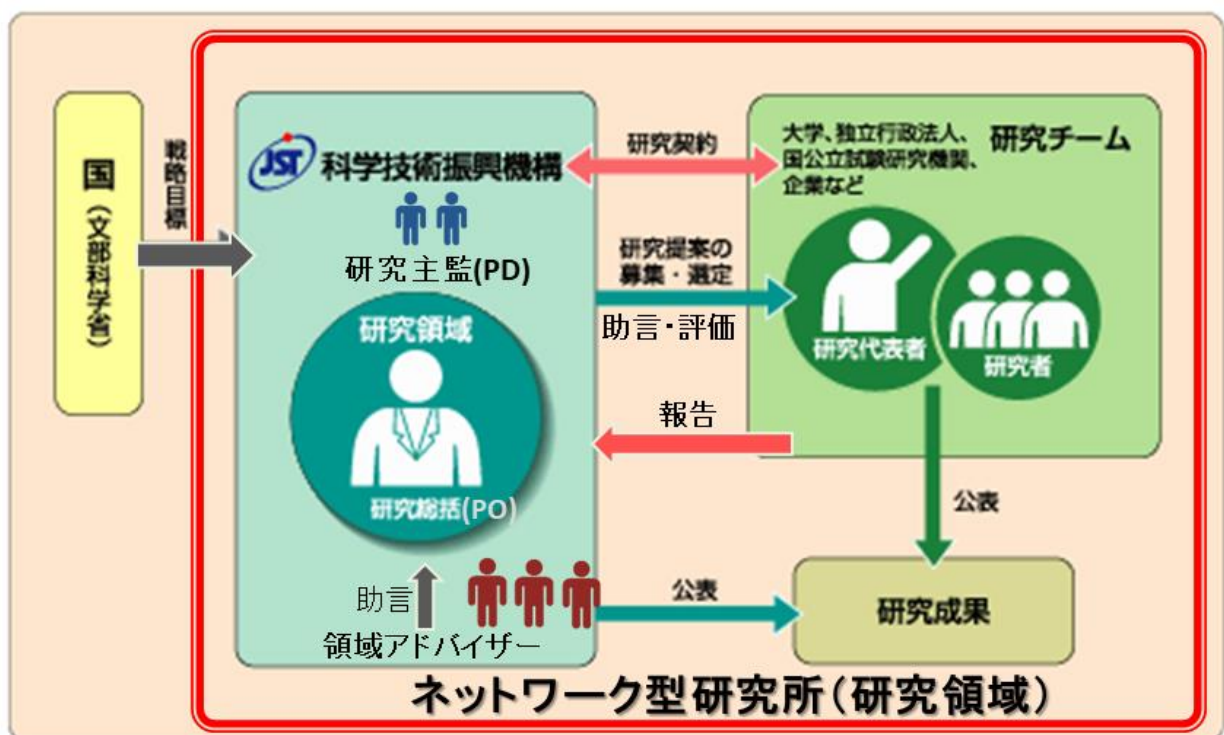 国(文部科学省)
戦略目標
JST 科学技術振興機構
研究主監(PD)
研究領域
研究総括(PO)
助言
領域アドバイザー
研究契約
研究提案の
募集・選定
助言・評価
報告
公表
大学、独立行政法人、
国公立試験研究機関、
企業など
研究チーム
研究代表者
研究者
公表
研究成果
ネットワーク型研究所(研究領域)